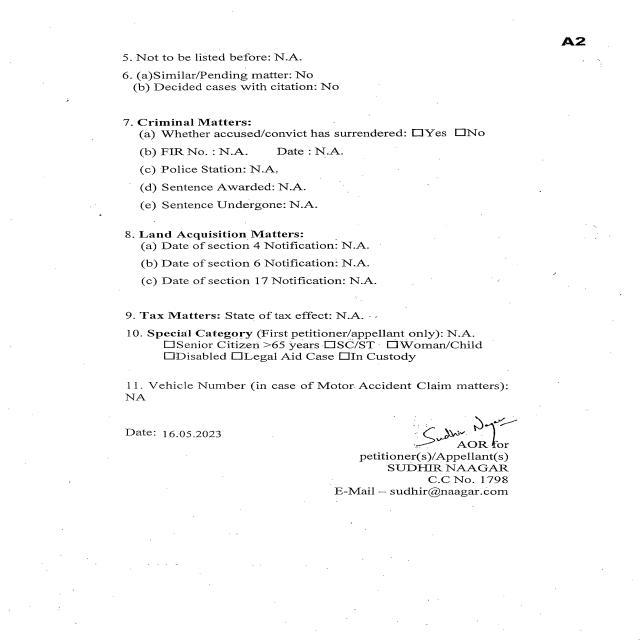 A2
5. Not to be listed before: N.A.
6. (a)Similar/Pending matter: No
(b) Decided cases with citation: No
7. Criminal Matters:
(a) Whether accused/convict has surrendered: ☐Yes ☐No
(b) FIR No. : N.A. Date : N.A.
(c) Police Station: N.A.
(d) Sentence Awarded: N.A.
(e) Sentence Undergone: N.A.
8. Land Acquisition Matters:
(a) Date of section 4 Notification: N.A.
(b) Date of section 6 Notification: N.A.
(c) Date of section 17 Notification: N.A.
9. Tax Matters: State of tax effect: N.A.
10. Special Category (First petitioner/appellant only): N.A.
☐Senior Citizen >65 years ☐SC/ST ☐Woman/Child
☐Disabled ☐Legal Aid Case ☐In Custody
11. Vehicle Number (in case of Motor Accident Claim matters):
NA
Date: 16.05.2023
Sudhir Nagar
AOR for
petitioner(s)/Appellant(s)
SUDHIR NAAGAR
C.C No. 1798
E-Mail – sudhir@naagar.com